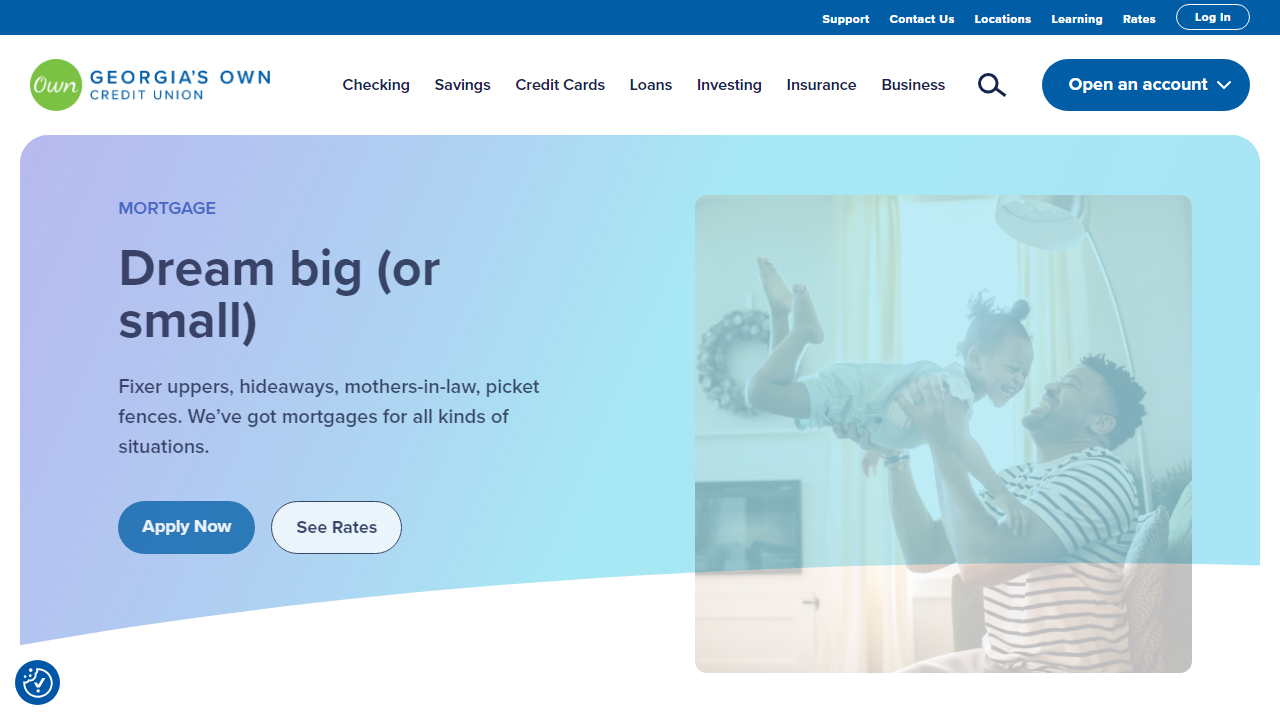 Support Contact Us Locations Learning Rates Log In
Own GEORGIA'S OWN
CREDIT UNION
Checking Savings Credit Cards Loans Investing Insurance Business Open an account
MORTGAGE
Dream big (or
small)
Fixer uppers, hideaways, mothers-in-law, picket
fences. We’ve got mortgages for all kinds of
situations.
Apply Now See Rates